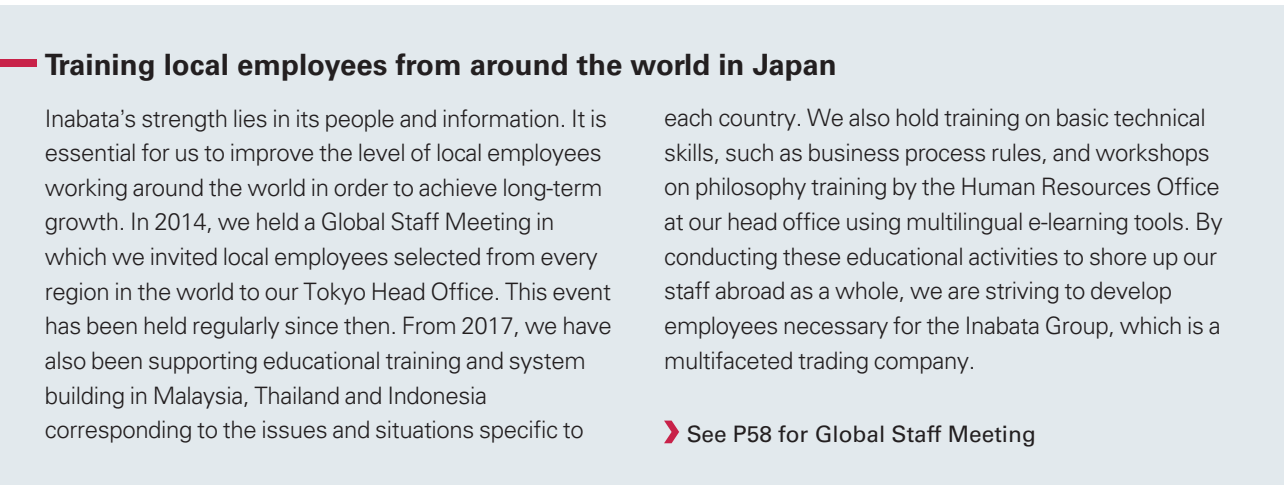 Training local employees from around the world in Japan
Inabata's strength lies in its people and information. It is
essential for us to improve the level of local employees
working around the world in order to achieve long-term
growth. In 2014, we held a Global Staff Meeting in
which we invited local employees selected from every
region in the world to our Tokyo Head Office. This event
has been held regularly since then. From 2017, we have
also been supporting educational training and system
building in Malaysia, Thailand and Indonesia
corresponding to the issues and situations specific to
each country. We also hold training on basic technical
skills, such as business process rules, and workshops
on philosophy training by the Human Resources Office
at our head office using multilingual e-learning tools. By
conducting these educational activities to shore up our
staff abroad as a whole, we are striving to develop
employees necessary for the Inabata Group, which is a
multifaceted trading company.
See P58 for Global Staff Meeting